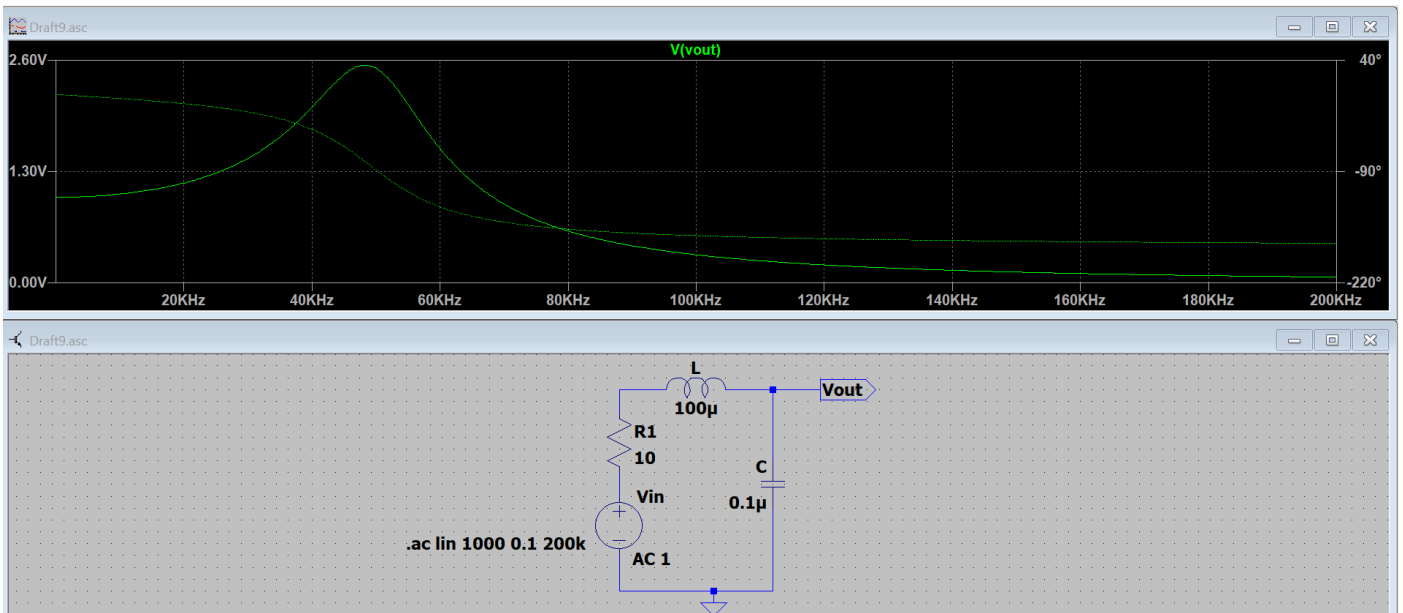 Draft9.asc
V(vout)
2.60V
40°
1.30V
-90°
0.00V
-220°
20KHz 40KHz 60KHz 80KHz 100KHz 120KHz 140KHz 160KHz 180KHz 200KHz
Draft9.asc
L
100µ
Vout
R1
10
C
0.1µ
Vin
.ac lin 1000 0.1 200k
AC 1